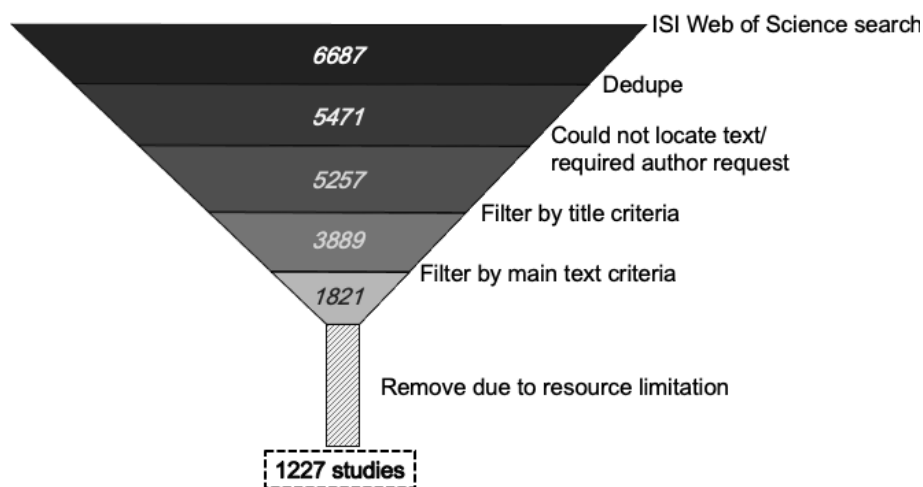 ISI Web of Science search
6687
Dedupe
5471
Could not locate text/
required author request
5257
Filter by title criteria
3889
Filter by main text criteria
1821
Remove due to resource limitation
1227 studies